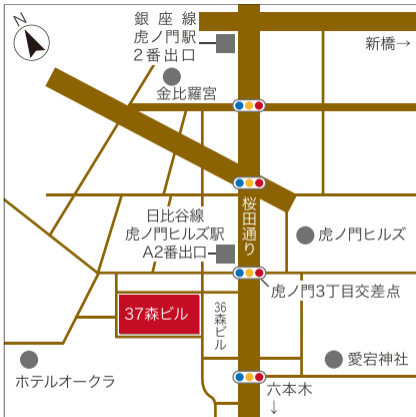 N
銀座線
虎ノ門駅
2番出口
新橋→
金比羅宮
桜田通り
日比谷線
虎ノ門ヒルズ駅
A2番出口
虎ノ門ヒルズ
虎ノ門3丁目交差点
37森ビル
36森ビル
愛宕神社
ホテルオークラ
六本木
↓